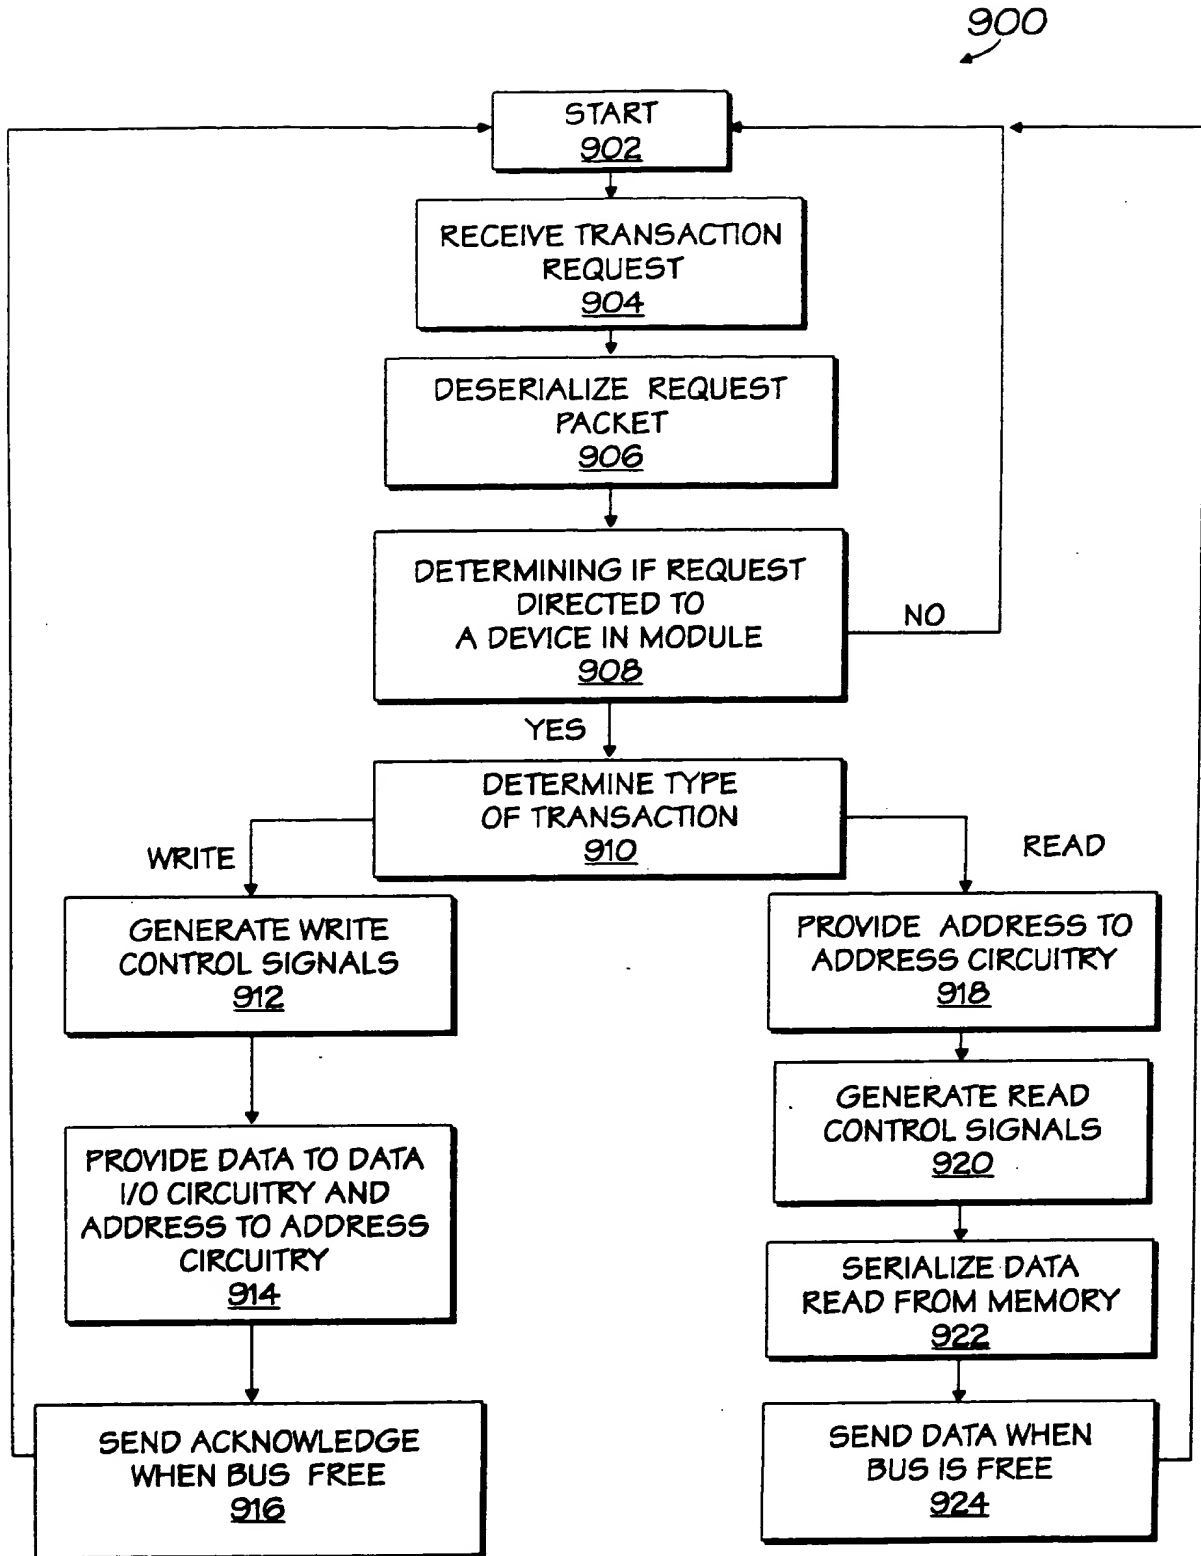 900
START
902
RECEIVE TRANSACTION
REQUEST
904
DESERIALIZE REQUEST
PACKET
906
DETERMINING IF REQUEST
DIRECTED TO
A DEVICE IN MODULE
908
NO
YES
DETERMINE TYPE
OF TRANSACTION
910
WRITE
READ
GENERATE WRITE
CONTROL SIGNALS
912
PROVIDE DATA TO DATA
I/O CIRCUITRY AND
ADDRESS TO ADDRESS
CIRCUITRY
914
SEND ACKNOWLEDGE
WHEN BUS FREE
916
PROVIDE ADDRESS TO
ADDRESS CIRCUITRY
918
GENERATE READ
CONTROL SIGNALS
920
SERIALIZE DATA
READ FROM MEMORY
922
SEND DATA WHEN
BUS IS FREE
924